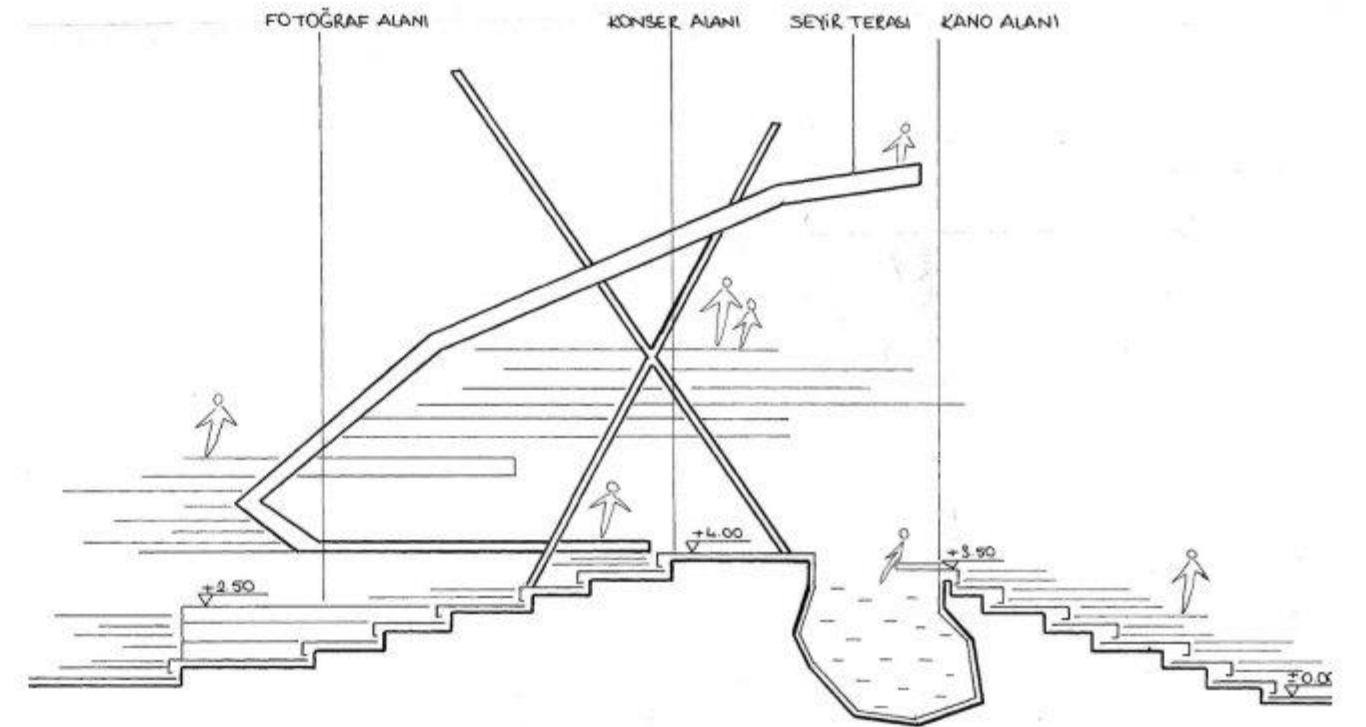 FOTOĞRAF ALANI
KONSER ALANI
SEYİR TERASI
KANO ALANI
+4.00
+3.50
+2.50
±0.00